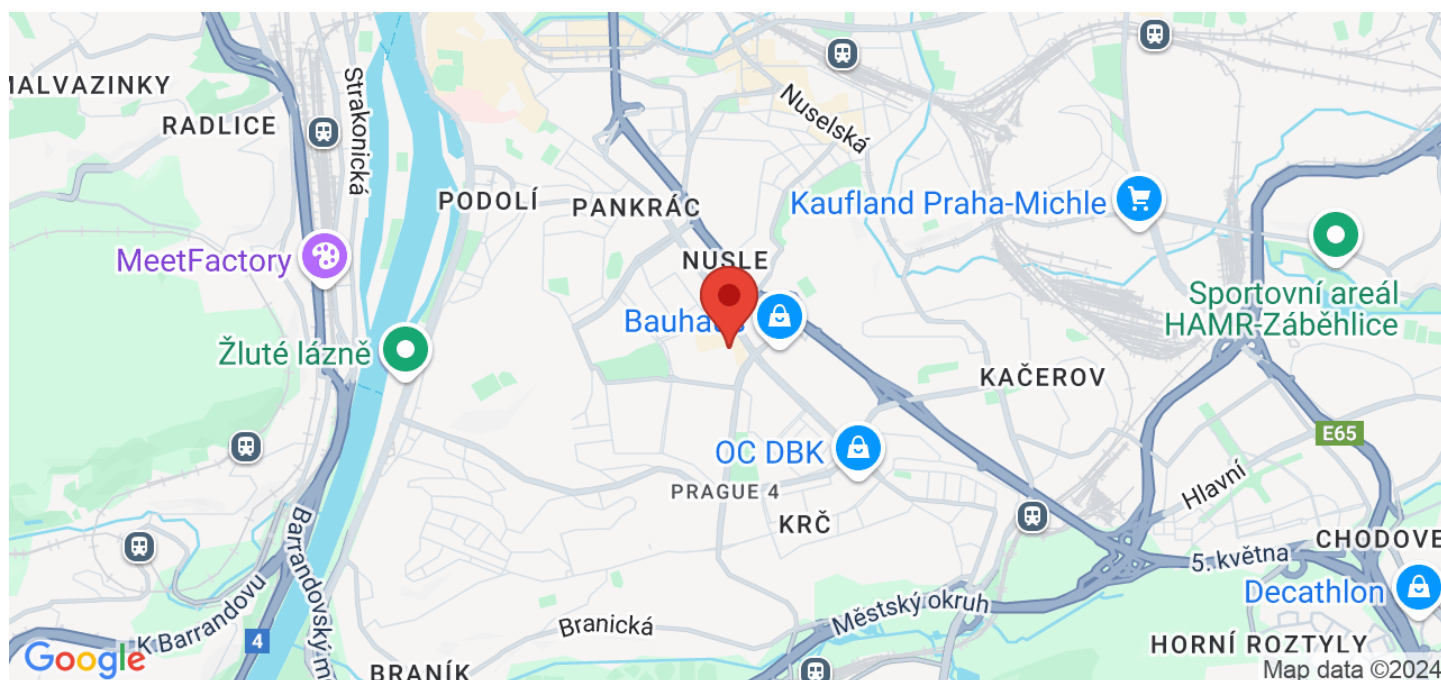 MALVAZINKY
RADLICE
Strakonická
Nuselská
PODOLÍ
PANKRÁC
Kaufland Praha-Michle
MeetFactory
NUSLE
Bauhaus
Sportovní areál
HAMR-Záběhlice
Žluté lázně
KAČEROV
E65
OC DBK
Hlavní
PRAGUE 4
KRČ
CHODOVE
5. května
Decathlon
Barrandovský m
K Barrandovu
4
Městský okruh
Branická
HORNÍ ROZTYLY
Google
BRANÍK
Map data ©2024